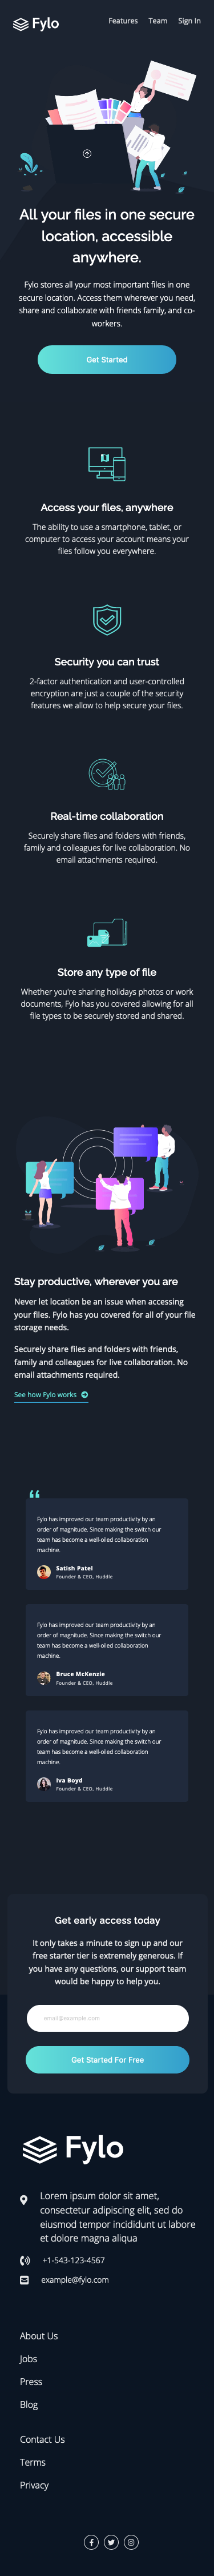 Fylo
Features Team Sign In
All your files in one secure
location, accessible
anywhere.
Fylo stores all your most important files in one
secure location. Access them wherever you need,
share and collaborate with friends family, and co-
workers.
Get Started
Access your files, anywhere
The ability to use a smartphone, tablet, or
computer to access your account means your
files follow you everywhere.
Security you can trust
2-factor authentication and user-controlled
encryption are just a couple of the security
features we allow to help secure your files.
Real-time collaboration
Securely share files and folders with friends,
family and colleagues for live collaboration. No
email attachments required.
Store any type of file
Whether you're sharing holidays photos or work
documents, Fylo has you covered allowing for all
file types to be securely stored and shared.
Stay productive, wherever you are
Never let location be an issue when accessing
your files. Fylo has you covered for all of your file
storage needs.
Securely share files and folders with friends,
family and colleagues for live collaboration. No
email attachments required.
See how Fylo works
“
Fylo has improved our team productivity by an
order of magnitude. Since making the switch our
team has become a well-oiled collaboration
machine.
Satish Patel
Founder & CEO, Huddle
Fylo has improved our team productivity by an
order of magnitude. Since making the switch our
team has become a well-oiled collaboration
machine.
Bruce McKenzie
Founder & CEO, Huddle
Fylo has improved our team productivity by an
order of magnitude. Since making the switch our
team has become a well-oiled collaboration
machine.
Iva Boyd
Founder & CEO, Huddle
Get early access today
It only takes a minute to sign up and our
free starter tier is extremely generous. If
you have any questions, our support team
would be happy to help you.
email@example.com
Get Started For Free
Fylo
Lorem ipsum dolor sit amet,
consectetur adipiscing elit, sed do
eiusmod tempor incididunt ut labore
et dolore magna aliqua
+1-543-123-4567
example@fylo.com
About Us
Jobs
Press
Blog
Contact Us
Terms
Privacy